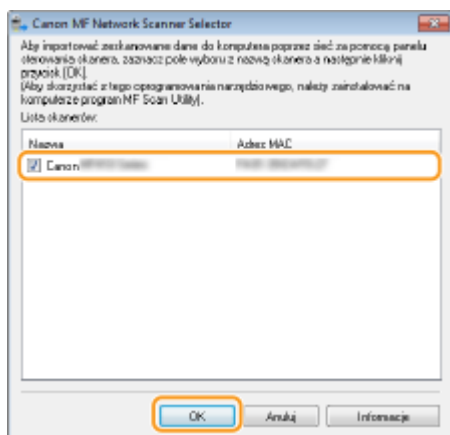 Canon MF Network Scanner Selector
Aby importować zeskanowane dane do komputera poprzez sieć za pomocą panelu
sterowania skanera, zaznacz pole wyboru z nazwą skanera a następnie kliknij
przycisk [OK].
(Aby skorzystać z tego oprogramowania narzędziowego, należy zainstalować na
komputerze program MF Scan Utility).
Lista skanerów:
Nazwa Adres MAC
Canon
OK Anuluj Informacje